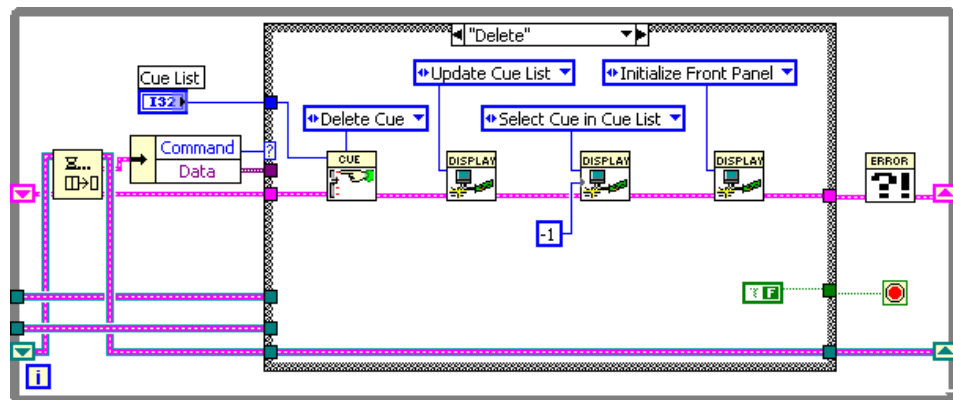 "Delete"
Cue List
I32
Update Cue List
Initialize Front Panel
Delete Cue
Select Cue in Cue List
Command
Data
?
CUE
DISPLAY
DISPLAY
DISPLAY
ERROR
?!
-1
F
i